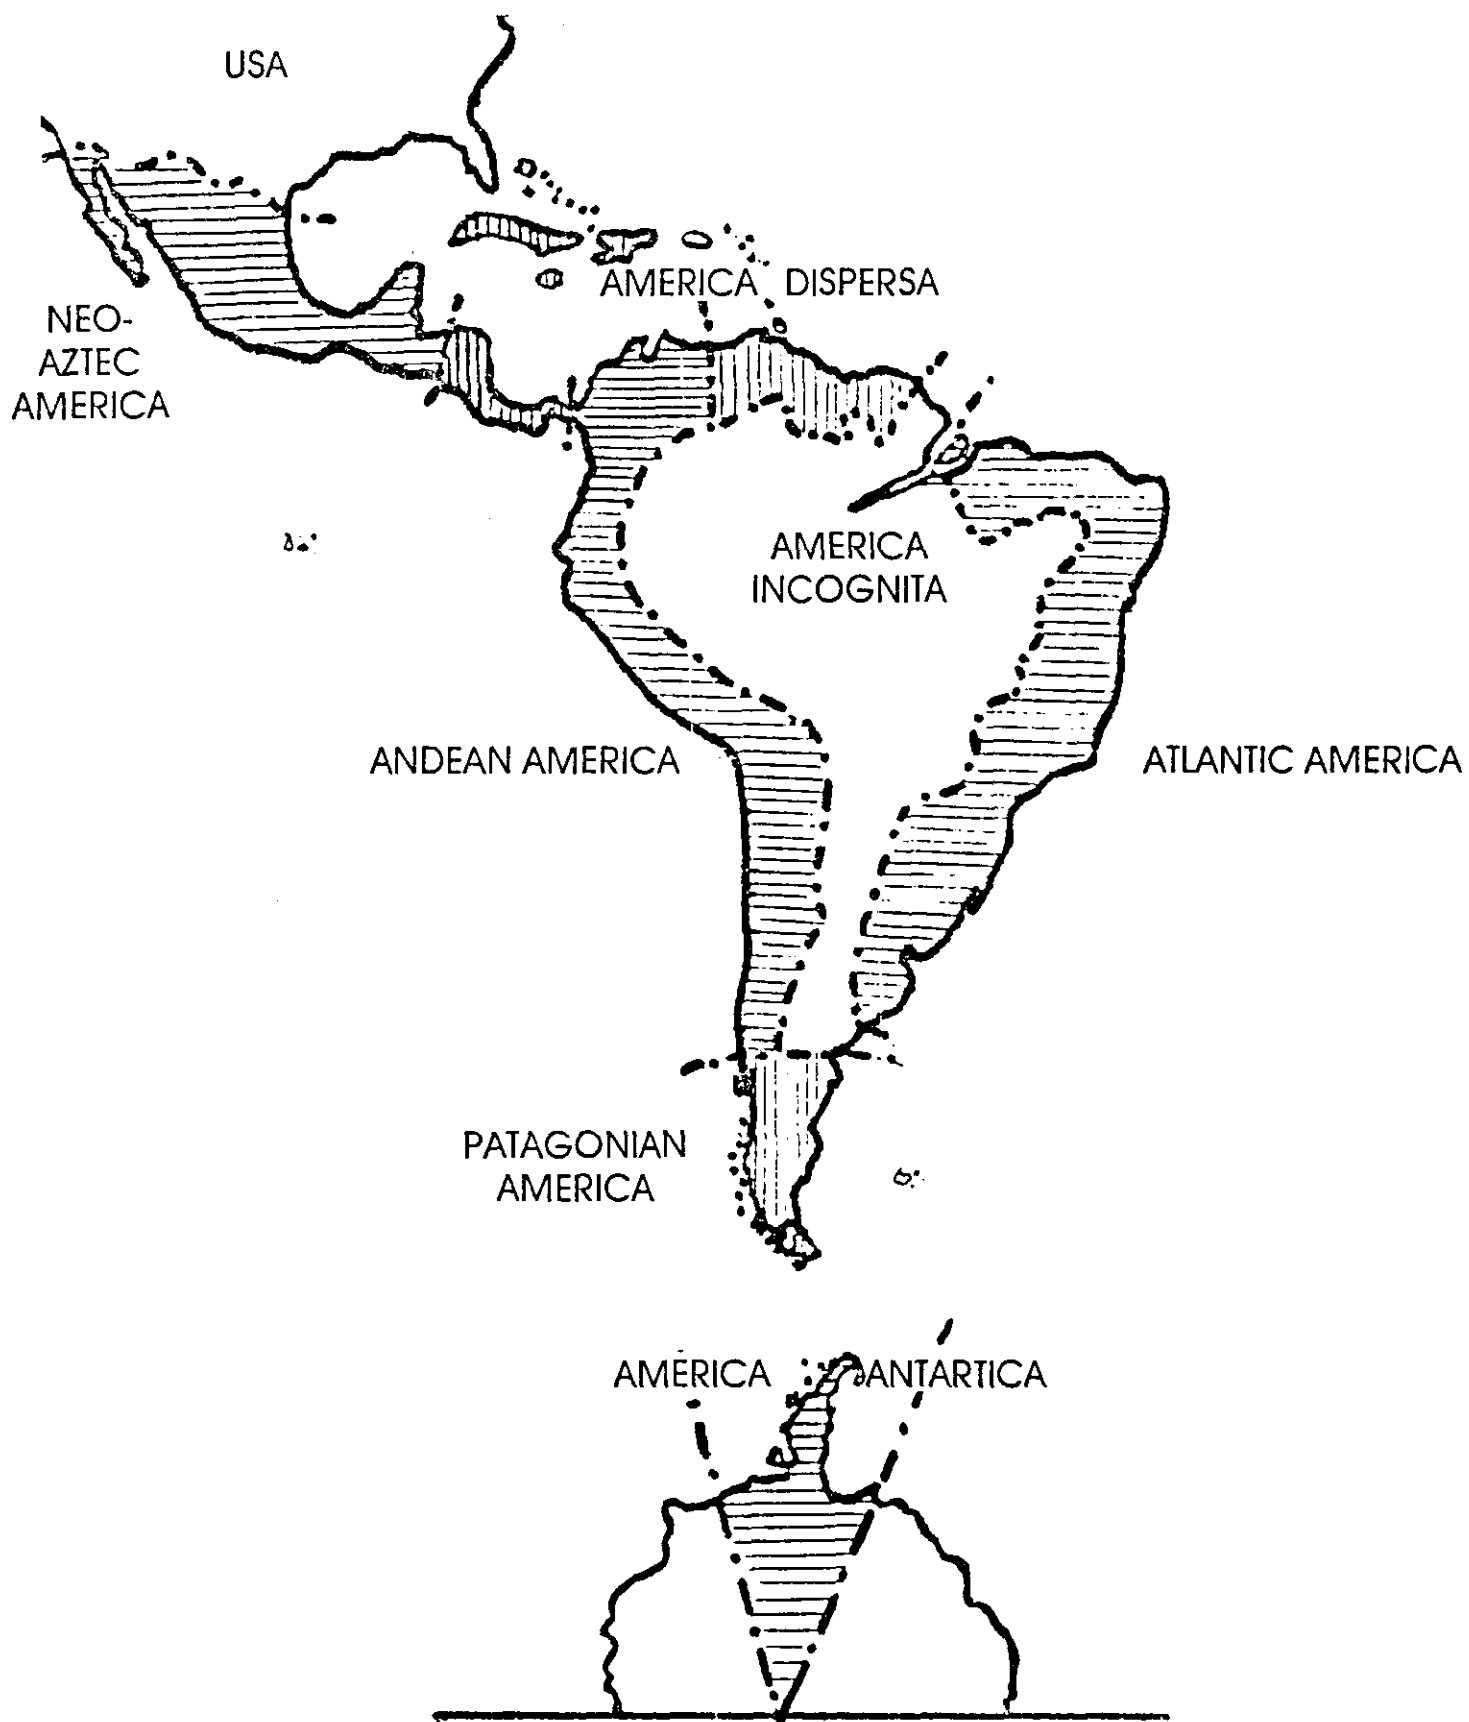 USA
AMERICA DISPERSA
NEO-
AZTEC
AMERICA
AMERICA
INCOGNITA
ANDEAN AMERICA
ATLANTIC AMERICA
PATAGONIAN
AMERICA
AMERICA ANTARTICA